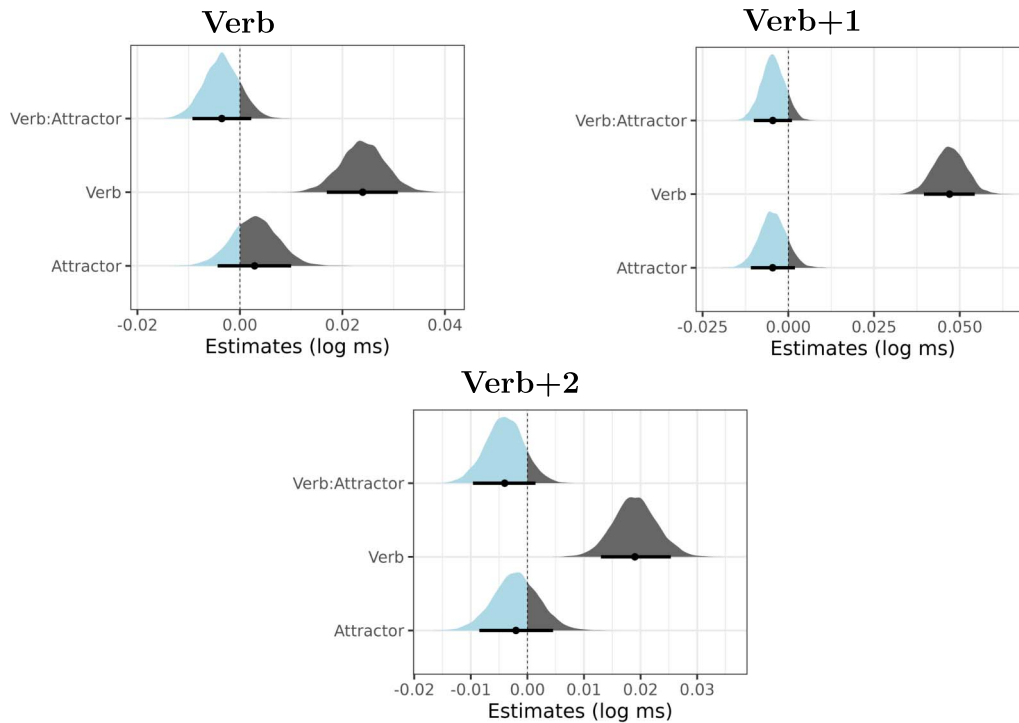 Verb
Verb:Attractor
Verb
Attractor
-0.02 0.00 0.02 0.04
Estimates (log ms)
Verb+1
Verb:Attractor
Verb
Attractor
-0.025 0.000 0.025 0.050
Estimates (log ms)
Verb+2
Verb:Attractor
Verb
Attractor
-0.02 -0.01 0.00 0.01 0.02 0.03
Estimates (log ms)